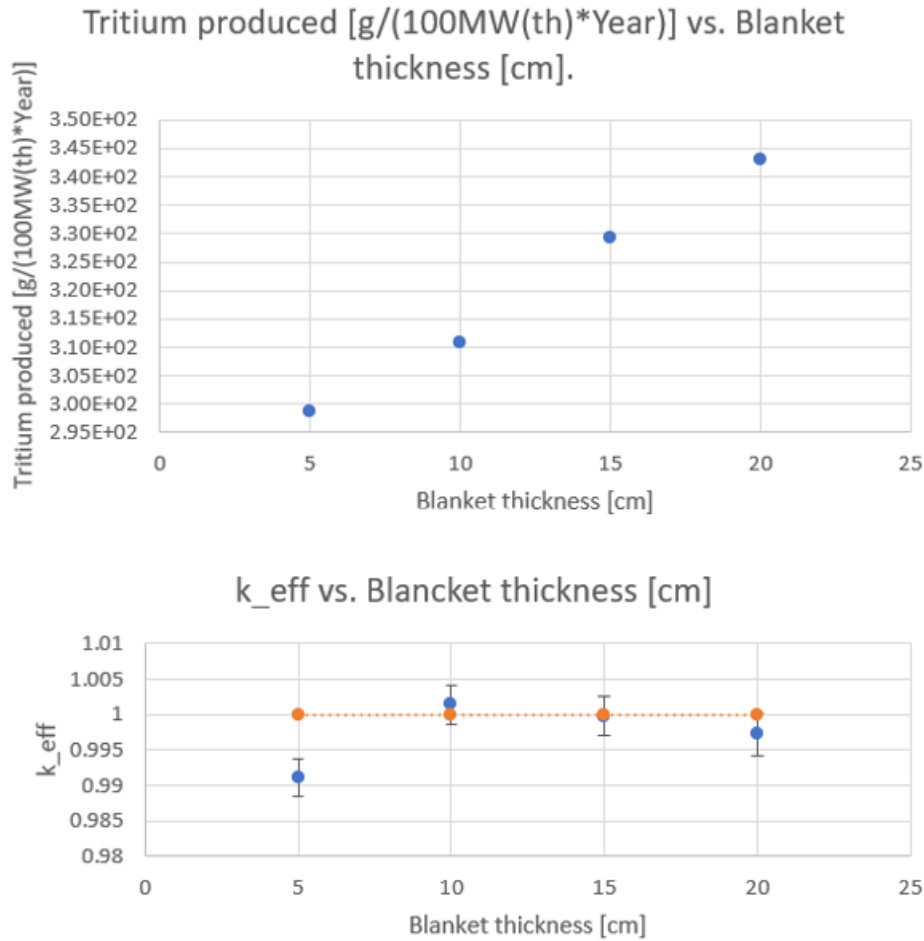 Tritium produced [g/(100MW(th)*Year)] vs. Blanket
thickness [cm].
Tritium produced [g/(100MW(th)*Year)]
3.50E+02
3.45E+02
3.40E+02
3.35E+02
3.30E+02
3.25E+02
3.20E+02
3.15E+02
3.10E+02
3.05E+02
3.00E+02
2.95E+02
0 5 10 15 20 25
Blanket thickness [cm]
k_eff vs. Blancket thickness [cm]
k_eff
1.01
1.005
1
0.995
0.99
0.985
0.98
0 5 10 15 20 25
Blanket thickness [cm]